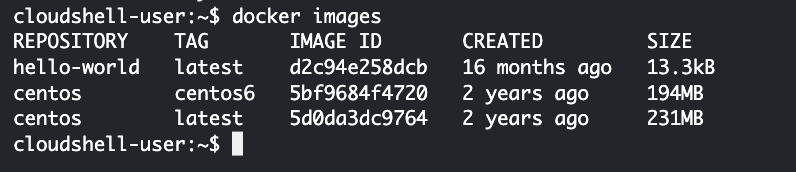 cloudshell-user:~$ docker images
REPOSITORY TAG IMAGE ID CREATED SIZE
hello-world latest d2c94e258dcb 16 months ago 13.3kB
centos centos6 5bf9684f4720 2 years ago 194MB
centos latest 5d0da3dc9764 2 years ago 231MB
cloudshell-user:~$